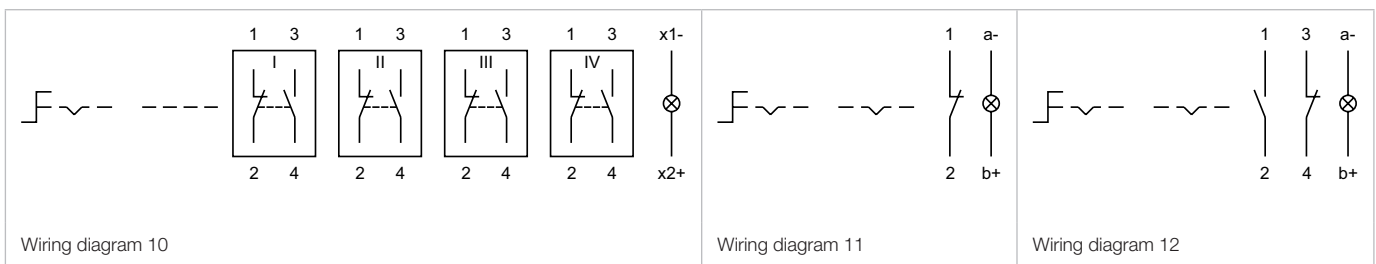 1 3 1 3 1 3 1 3 x1- 1 a- 1 3 a-
I II III IV
2 4 2 4 2 4 2 4 x2+ 2 b+ 2 4 b+
Wiring diagram 10 Wiring diagram 11 Wiring diagram 12